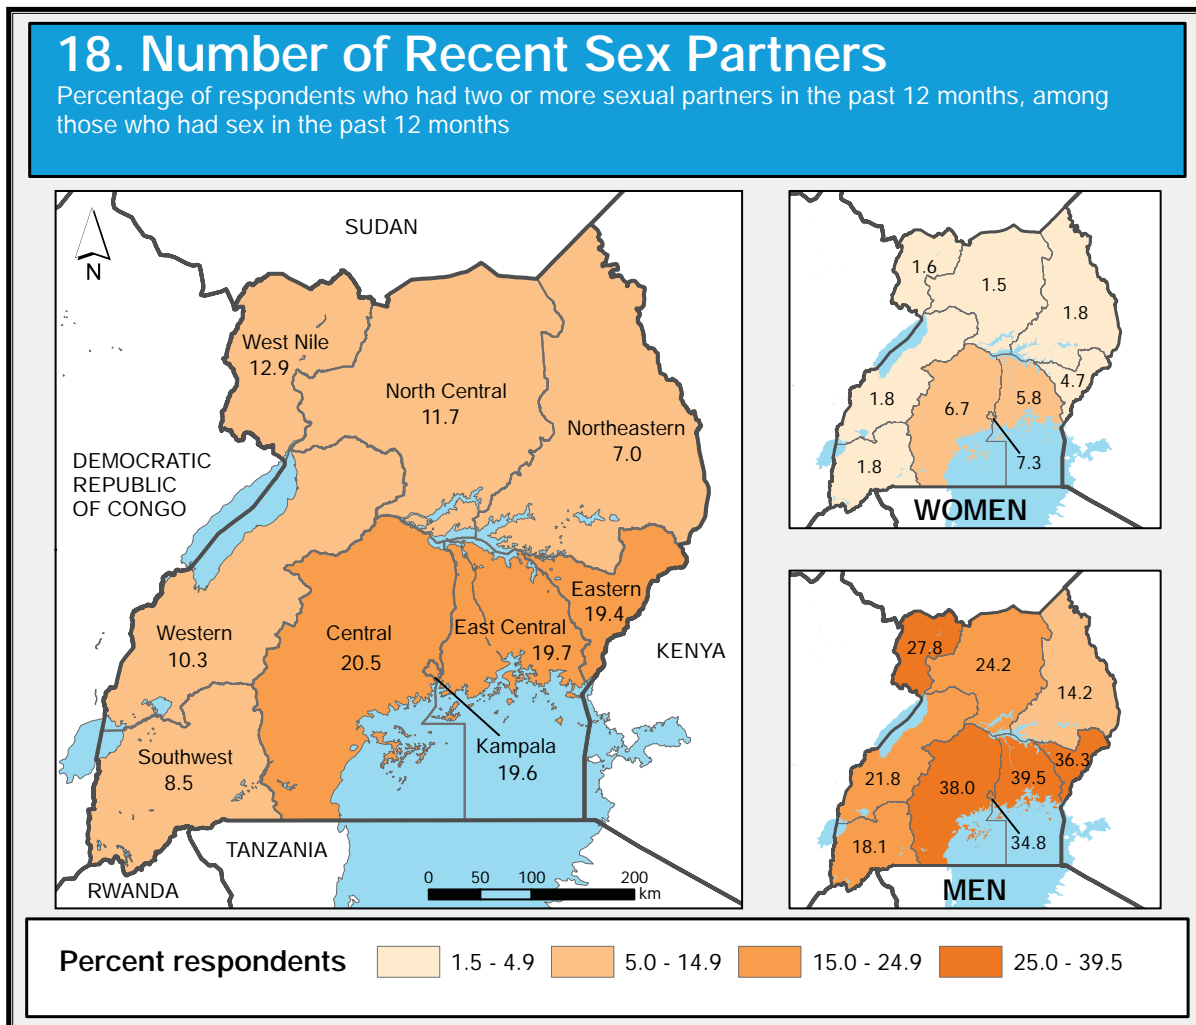 18. Number of Recent Sex Partners
Percentage of respondents who had two or more sexual partners in the past 12 months, among
those who had sex in the past 12 months
SUDAN
N
West Nile
12.9
North Central
11.7
Northeastern
7.0
DEMOCRATIC
REPUBLIC
OF CONGO
Eastern
19.4
Western
10.3
Central
20.5
East Central
19.7
KENYA
Kampala
19.6
Southwest
8.5
TANZANIA
RWANDA
0 50 100 200
km
1.6
1.5
1.8
4.7
1.8
6.7
5.8
1.8
7.3
WOMEN
27.8
24.2
14.2
36.3
21.8
38.0
39.5
18.1
34.8
MEN
Percent respondents
1.5 - 4.9
5.0 - 14.9
15.0 - 24.9
25.0 - 39.5